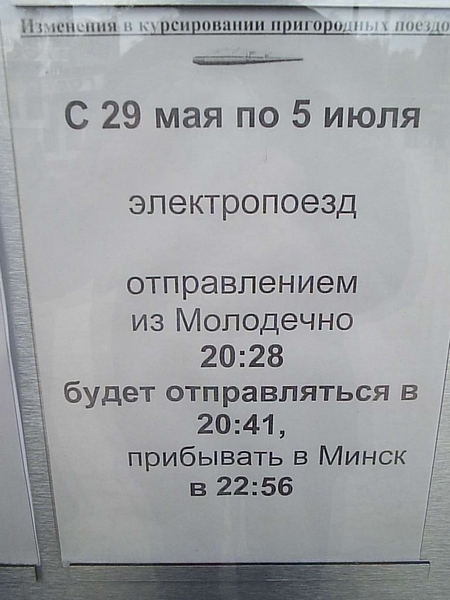 Изменения в курсировании пригородных поездо
С 29 мая по 5 июля
электропоезд
отправлением
из Молодечно
20:28
будет отправляться в
20:41,
прибывать в Минск
в 22:56